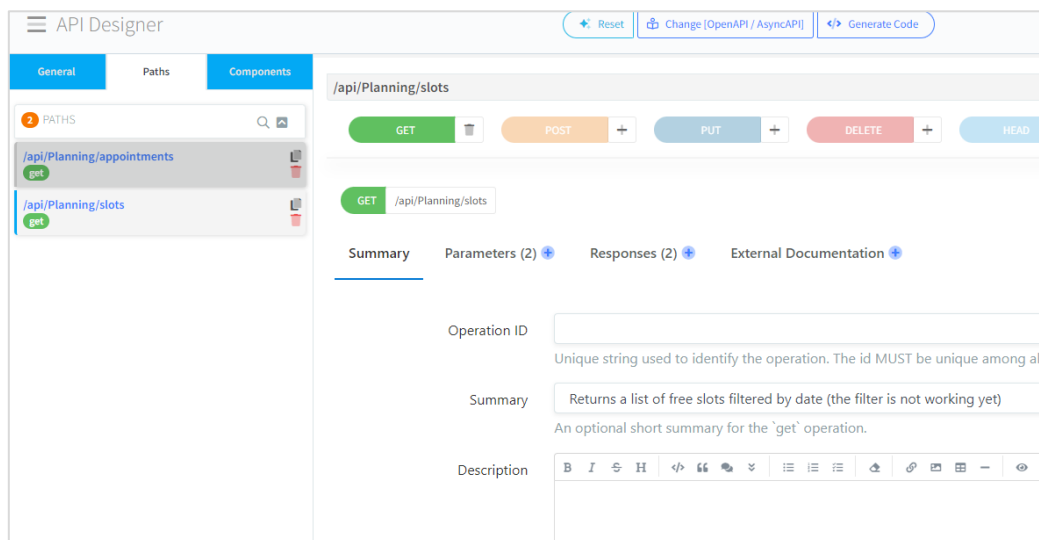 API Designer
Reset
Change [OpenAPI / AsyncAPI]
</> Generate Code
General
Paths
Components
2 PATHS
/api/Planning/appointments
get
/api/Planning/slots
get
/api/Planning/slots
GET
POST
PUT
DELETE
HEAD
GET /api/Planning/slots
Summary
Parameters (2)
Responses (2)
External Documentation
Operation ID
Unique string used to identify the operation. The id MUST be unique among al
Summary
Returns a list of free slots filtered by date (the filter is not working yet)
An optional short summary for the `get` operation.
Description
B I S H